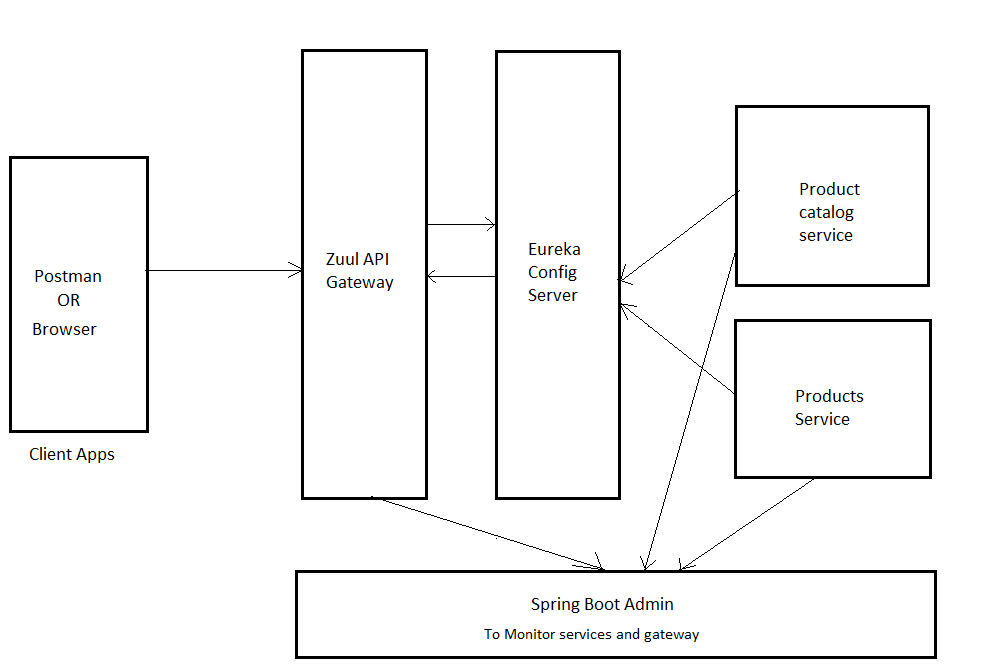 Postman
OR
Browser
Client Apps
Zuul API
Gateway
Eureka
Config
Server
Product
catalog
service
Products
Service
Spring Boot Admin
To Monitor services and gateway